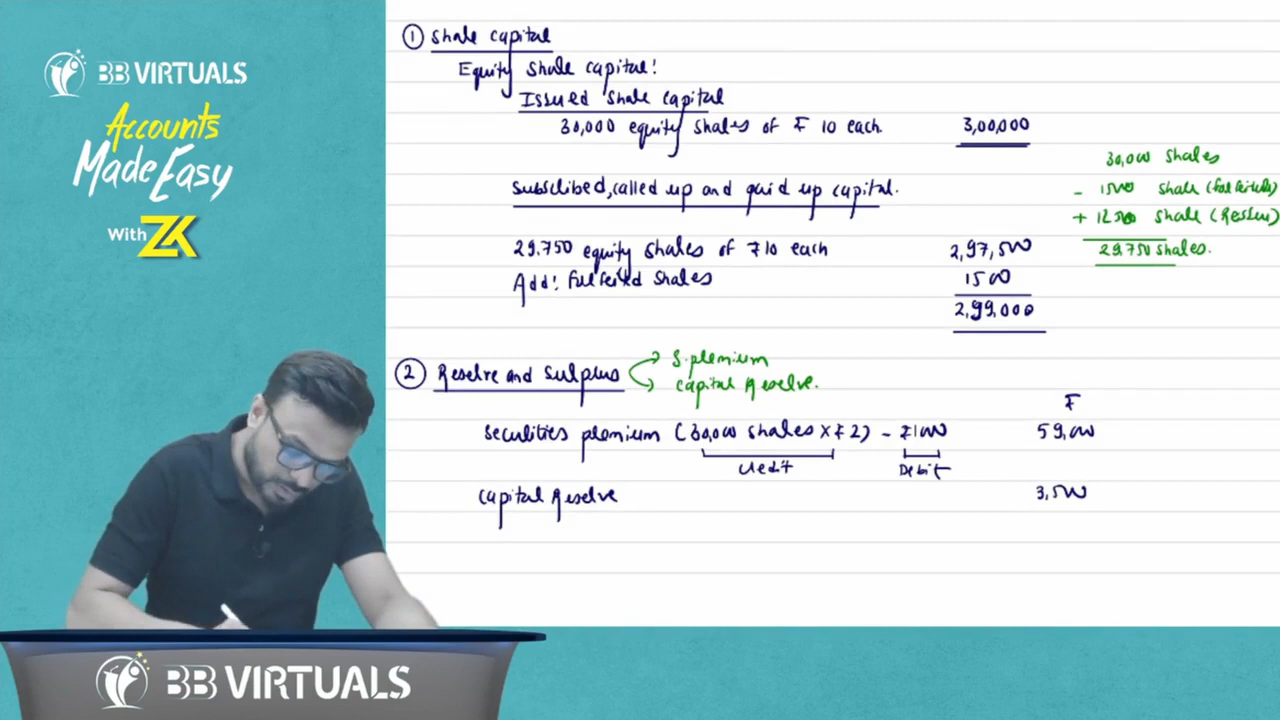 BB VIRTUALS
Accounts
Made Easy
With ZK
① Share capital
Equity Share capital:
Issued Share capital
30,000 equity shares of ₹ 10 each. 3,00,000
Subscribed, called up and paid up capital.
29,750 equity shares of ₹10 each 2,97,500
Add: Forfeited Shares 1500
2,99,000
30,000 Shares
- 1500 Share (Forfeited)
+ 1250 Share (Reissue)
29,750 Shares.
② Reserve and Surplus
S. premium
Capital Reserve.
₹
Securities premium (30,000 shares x ₹ 2) - ₹1000 59,000
Credit Debit
Capital Reserve 3,500
BB VIRTUALS